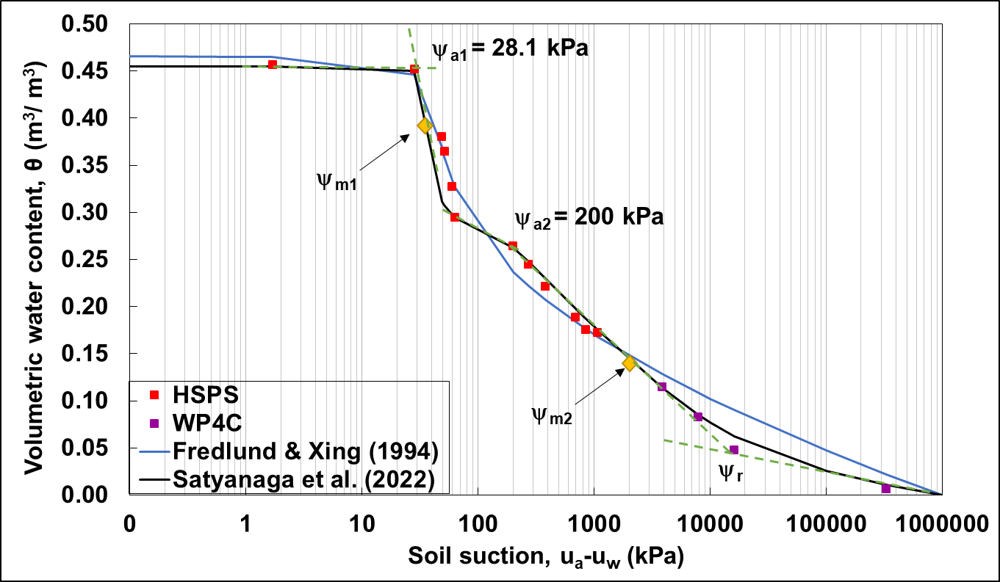 0.50
0.45
0.40
0.35
0.30
0.25
0.20
0.15
0.10
0.05
0.00
Volumetric water content, θ (m³/ m³)
ψa1 = 28.1 kPa
ψm1
ψa2 = 200 kPa
ψm2
ψr
HSPS
WP4C
Fredlund & Xing (1994)
Satyanaga et al. (2022)
0 1 10 100 1000 10000 100000 1000000
Soil suction, ua-uw (kPa)